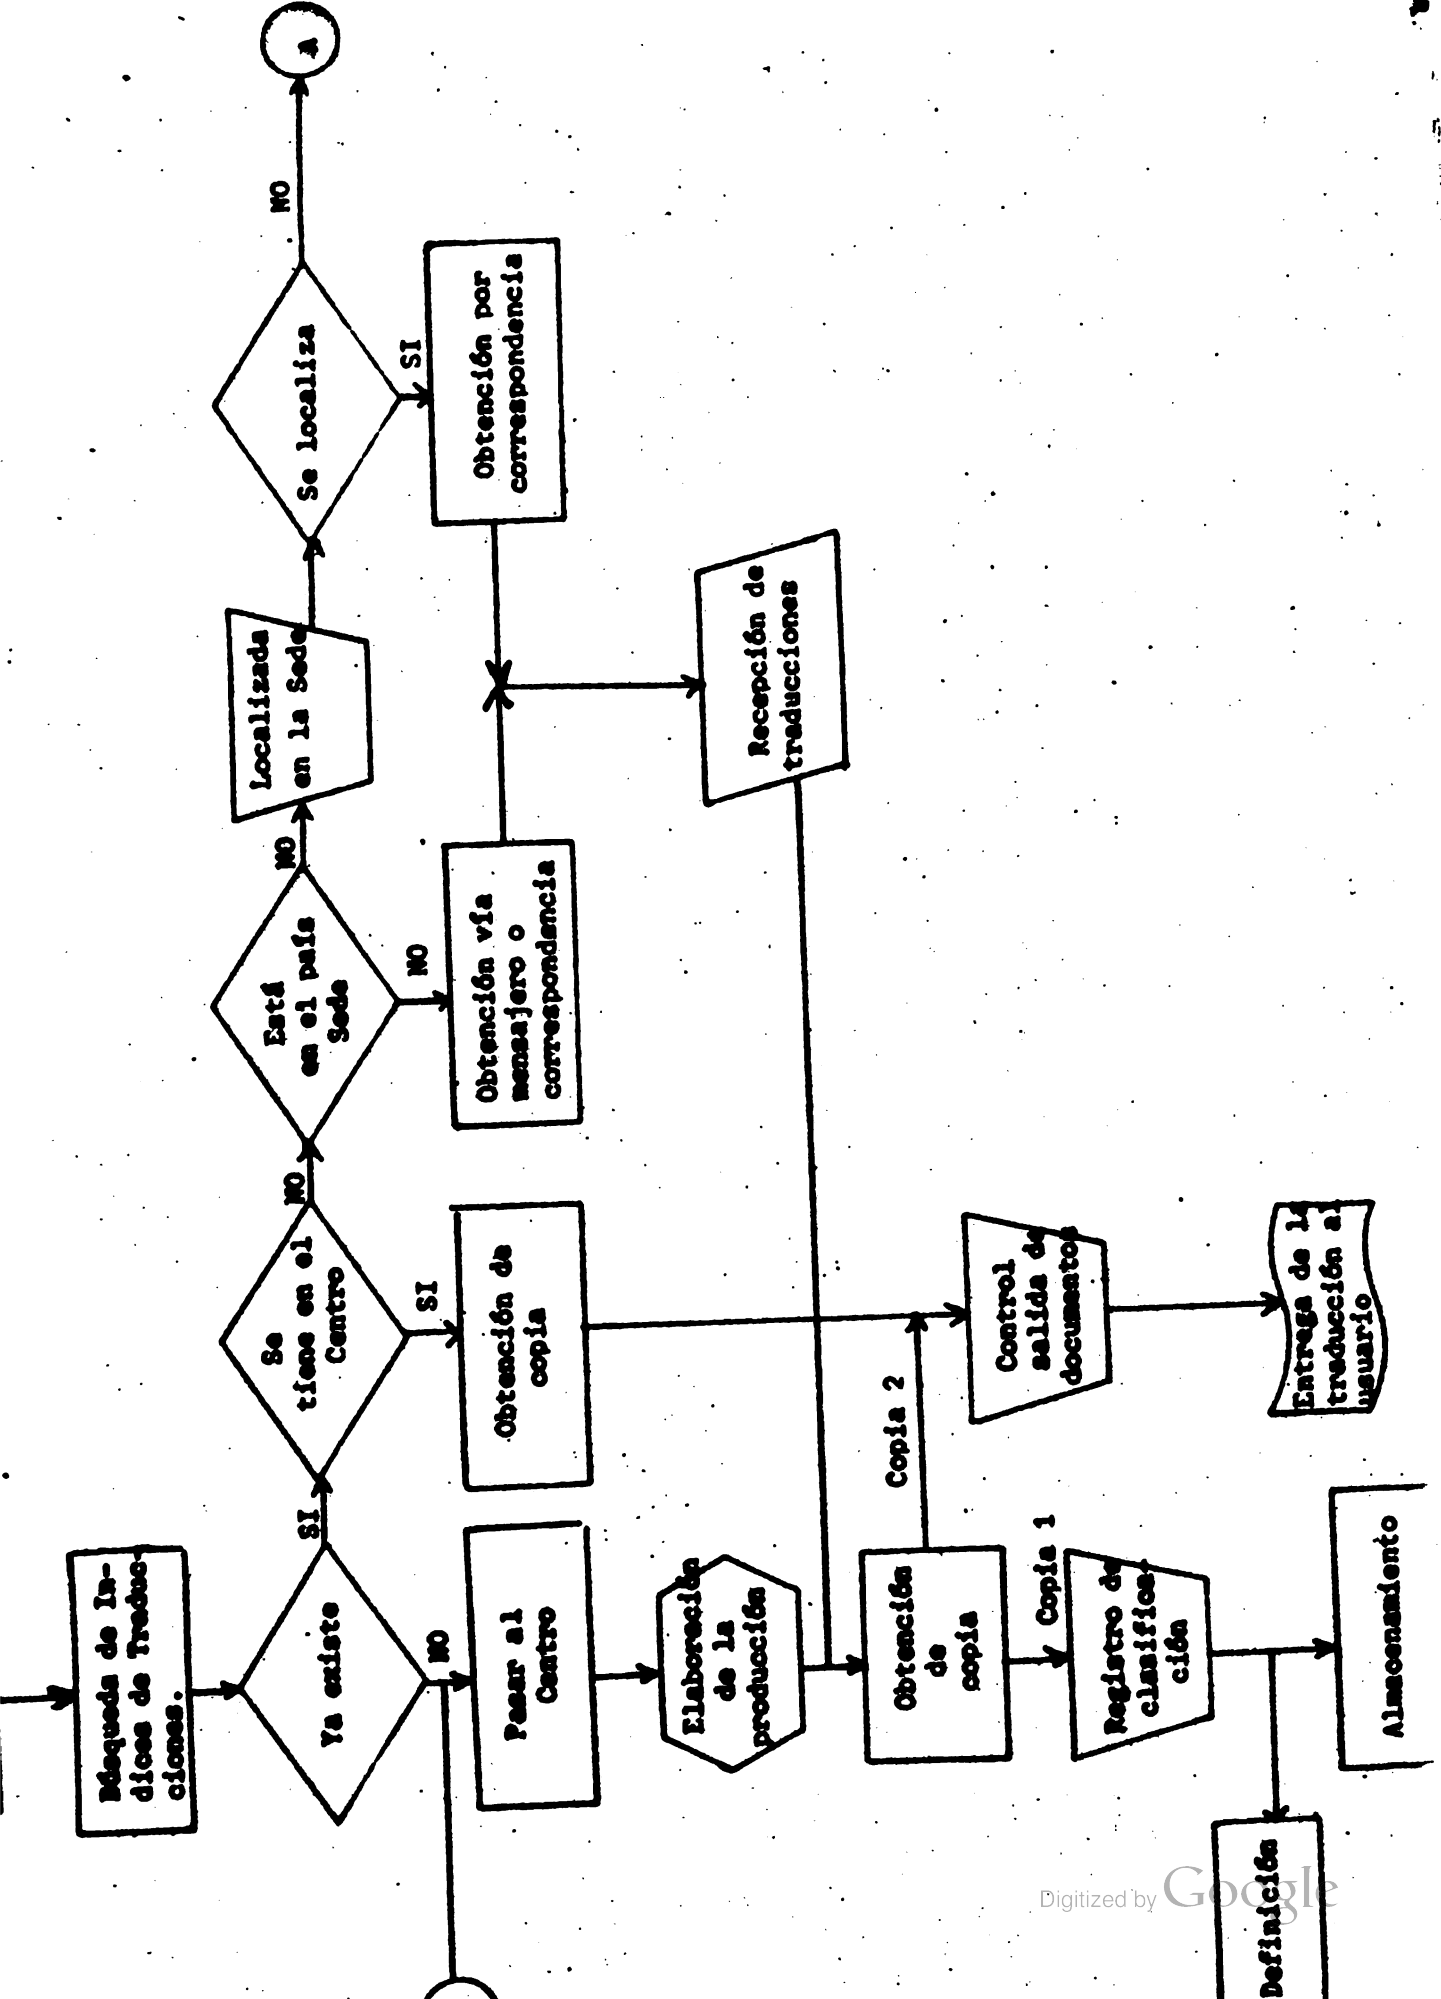 Búsqueda de In-
dices de Traduc-
ciones.
Ya existe
SI
NO
Se
tiene en el
Centro
NO
SI
Está
en el país
Sede
NO
NO
Localizada
en la Sede
Se localiza
NO
SI
A
Pasar al
Centro
Obtención de
copia
Obtención vía
mensajero o
correspondencia
Obtención por
correspondencia
Elaboración
de la
producción
Recepción de
traducciones
Obtención
de
copia
Copia 2
Copia 1
Control
salida de
documentos
Registro de
clasifica-
ción
Entrega de la
traducción al
usuario
Almacenamiento
Definición
Digitized by Google